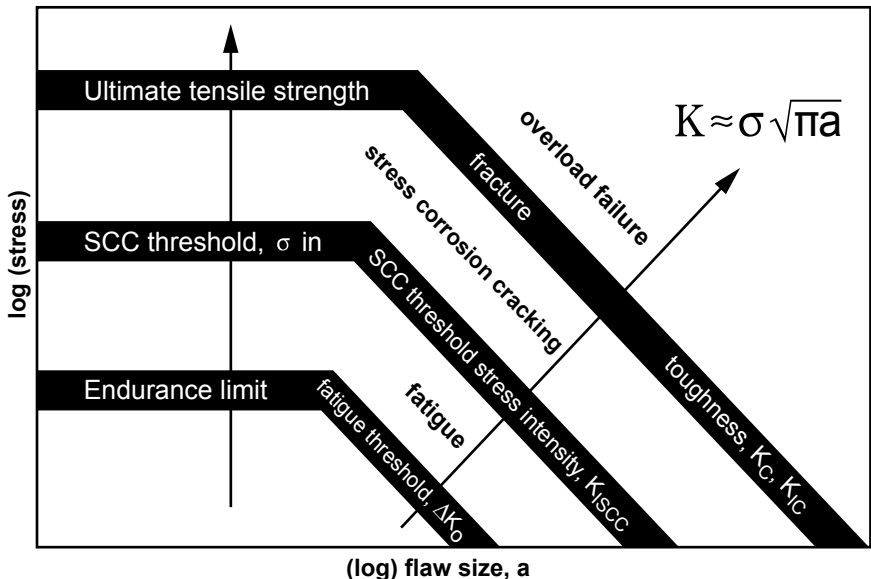 log (stress)
Ultimate tensile strength
SCC threshold, σ in
Endurance limit
overload failure
fracture
toughness, K_C, K_IC
stress corrosion cracking
SCC threshold stress intensity, K_ISCC
fatigue
fatigue threshold, ΔK_O
K≈σ√πa
(log) flaw size, a